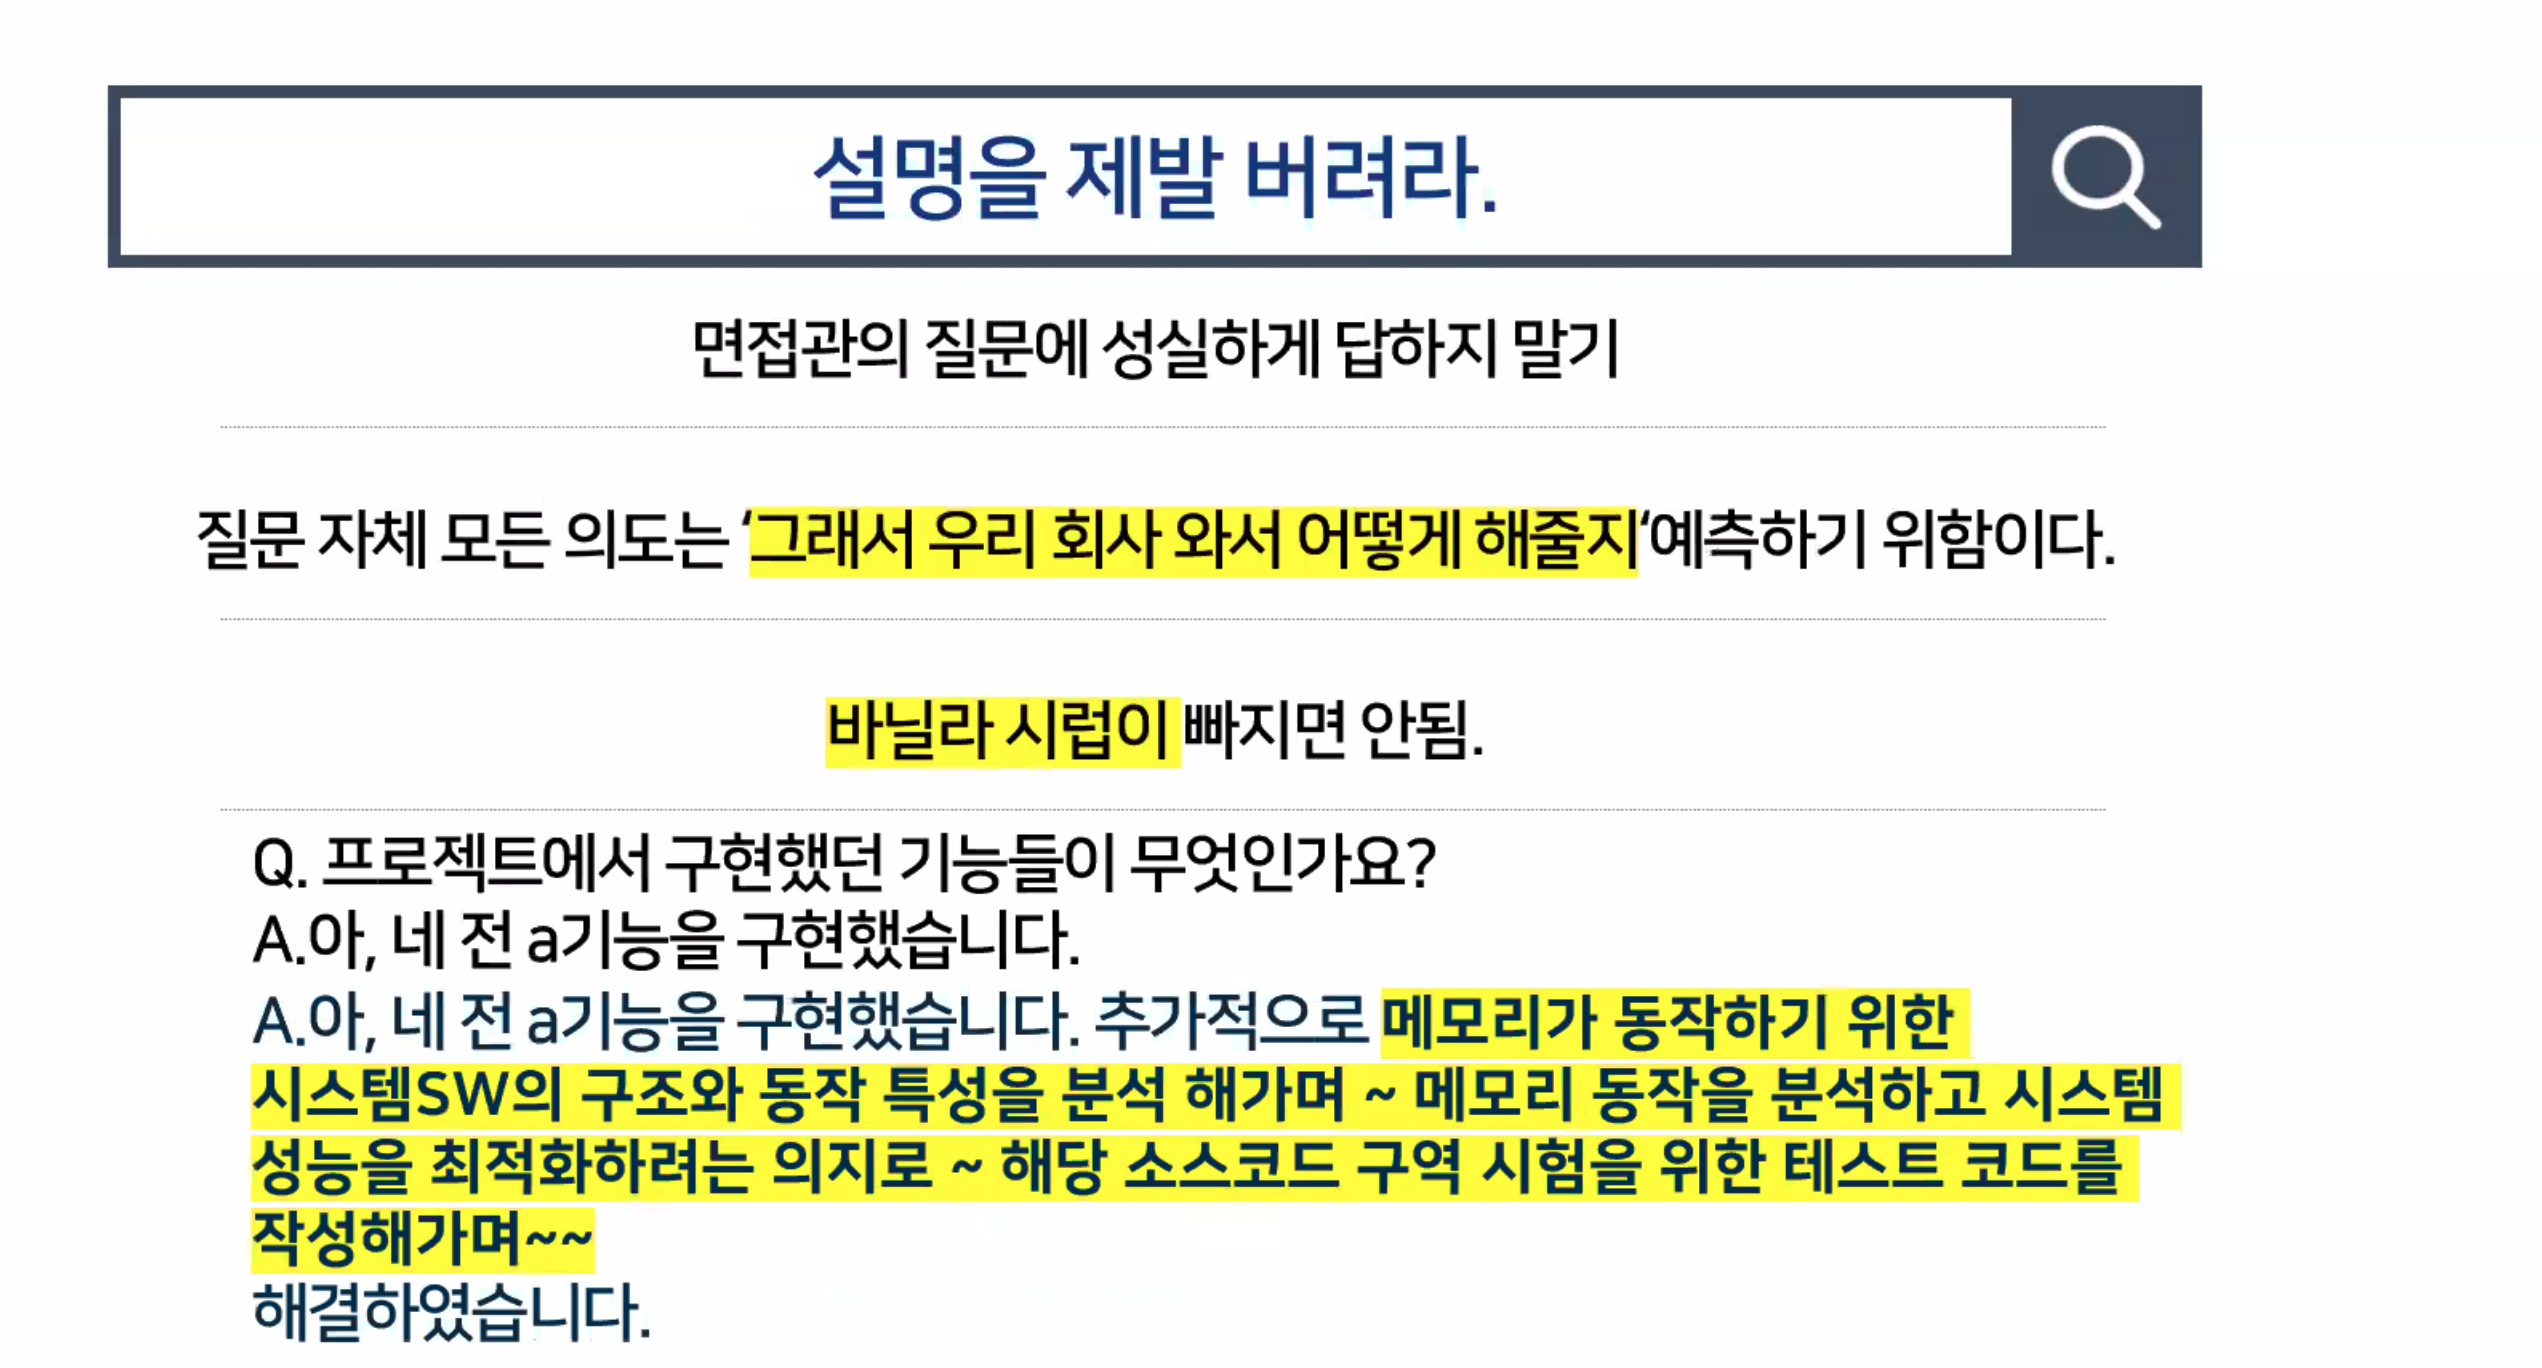 설명을 제발 버려라.
면접관의 질문에 성실하게 답하지 말기
질문 자체 모든 의도는 ‘그래서 우리 회사 와서 어떻게 해줄지‘예측하기 위함이다.
바닐라 시럽이 빠지면 안됨.
Q. 프로젝트에서 구현했던 기능들이 무엇인가요?
A.아, 네 전 a기능을 구현했습니다.
A.아, 네 전 a기능을 구현했습니다. 추가적으로 메모리가 동작하기 위한
시스템SW의 구조와 동작 특성을 분석 해가며 ~ 메모리 동작을 분석하고 시스템
성능을 최적화하려는 의지로 ~ 해당 소스코드 구역 시험을 위한 테스트 코드를
작성해가며~~
해결하였습니다.